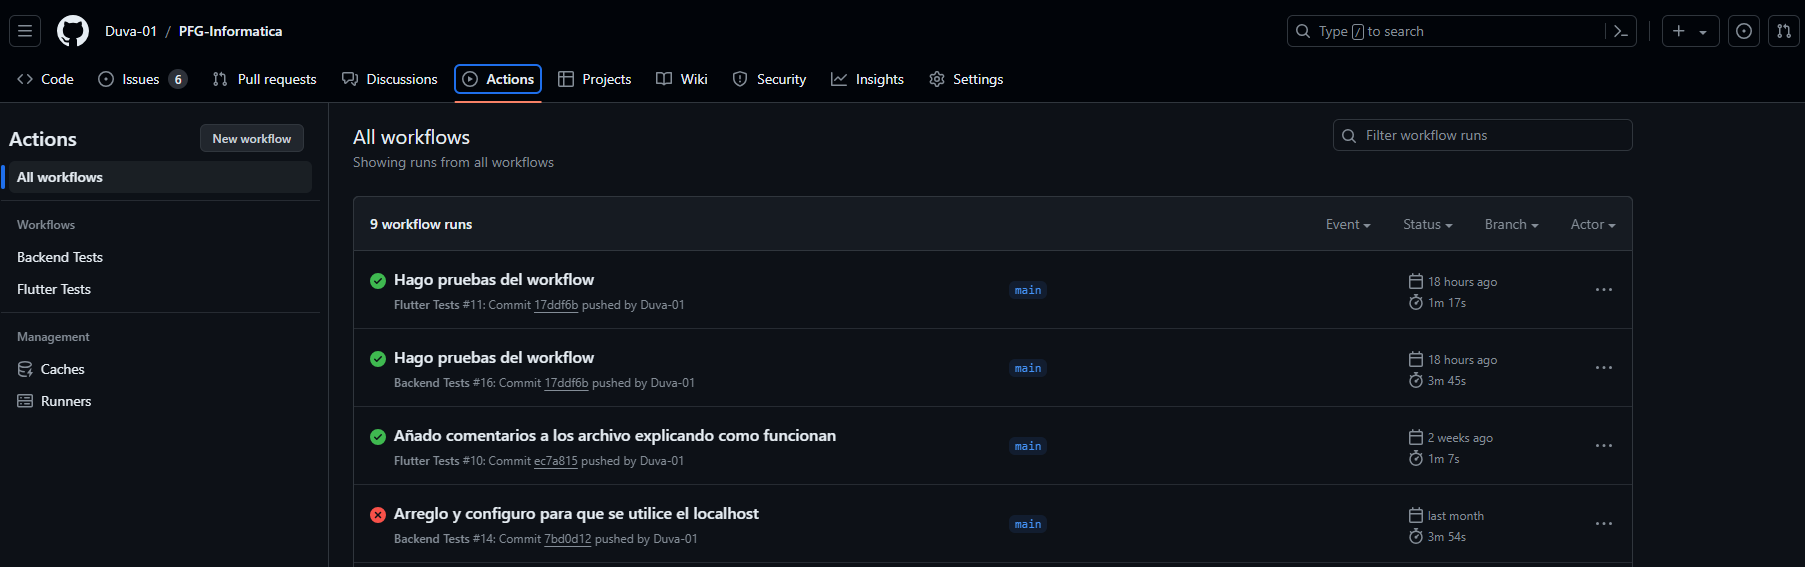 Duva-01 / PFG-Informatica
Type / to search
Code
Issues 6
Pull requests
Discussions
Actions
Projects
Wiki
Security
Insights
Settings
Actions
New workflow
All workflows
Workflows
Backend Tests
Flutter Tests
Management
Caches
Runners
All workflows
Showing runs from all workflows
Filter workflow runs
9 workflow runs
Event
Status
Branch
Actor
Hago pruebas del workflow
Flutter Tests #11: Commit 17ddf6b pushed by Duva-01
main
18 hours ago
1m 17s
Hago pruebas del workflow
Backend Tests #16: Commit 17ddf6b pushed by Duva-01
main
18 hours ago
3m 45s
Añado comentarios a los archivo explicando como funcionan
Flutter Tests #10: Commit ec7a815 pushed by Duva-01
main
2 weeks ago
1m 7s
Arreglo y configuro para que se utilice el localhost
Backend Tests #14: Commit 7bd0d12 pushed by Duva-01
main
last month
3m 54s